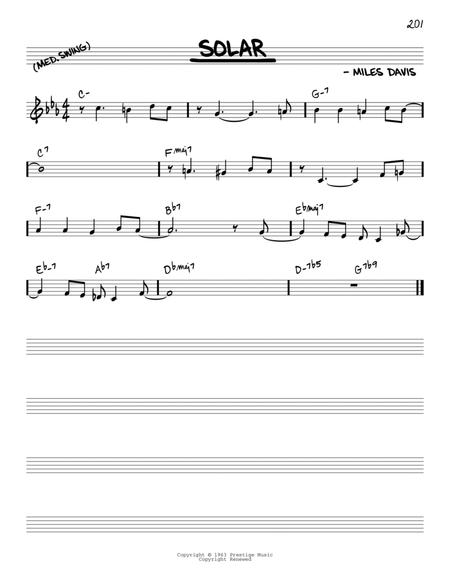 201
SOLAR
(MED. SWING)
- MILES DAVIS
C- G-7
C7 Fmaj7
F-7 Bb7 Ebmaj7
Eb-7 Ab7 Dbmaj7 D-7b5 G7b9
Copyright © 1963 Prestige Music
Copyright Renewed